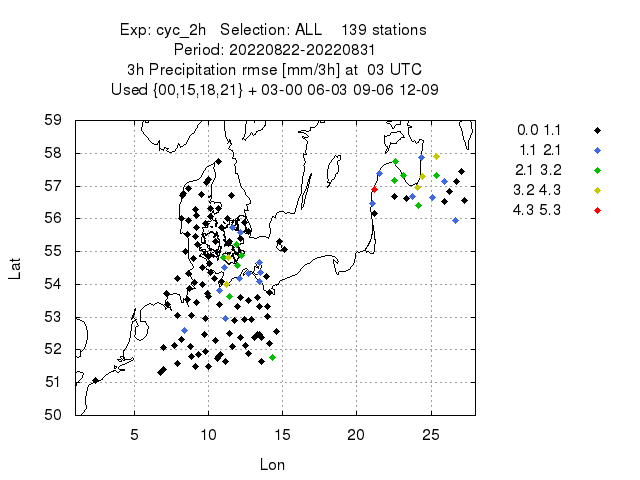 Exp: cyc_2h   Selection: ALL    139 stations
Period: 20220822-20220831
3h Precipitation rmse [mm/3h] at  03 UTC
Used {00,15,18,21} + 03-00 06-03 09-06 12-09
59
58
57
56
55
54
53
52
51
50
Lat
5 10 15 20 25
Lon
0.0 1.1
1.1 2.1
2.1 3.2
3.2 4.3
4.3 5.3